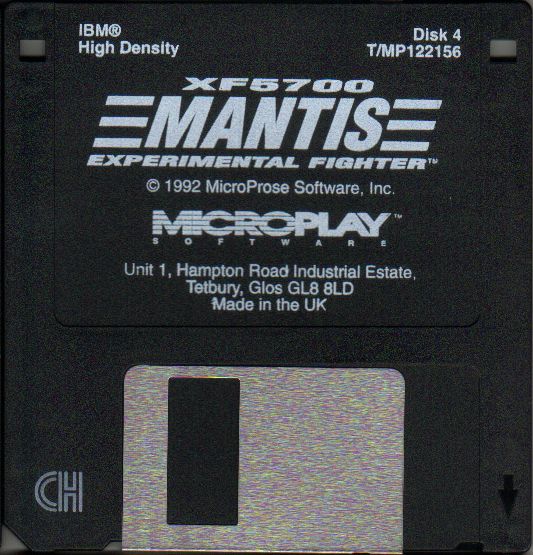 IBM®
High Density
Disk 4
T/MP122156
XF5700
MANTIS
EXPERIMENTAL FIGHTER™
© 1992 MicroProse Software, Inc.
MICROPLAY™
SOFTWARE
Unit 1, Hampton Road Industrial Estate,
Tetbury, Glos GL8 8LD
Made in the UK
CH